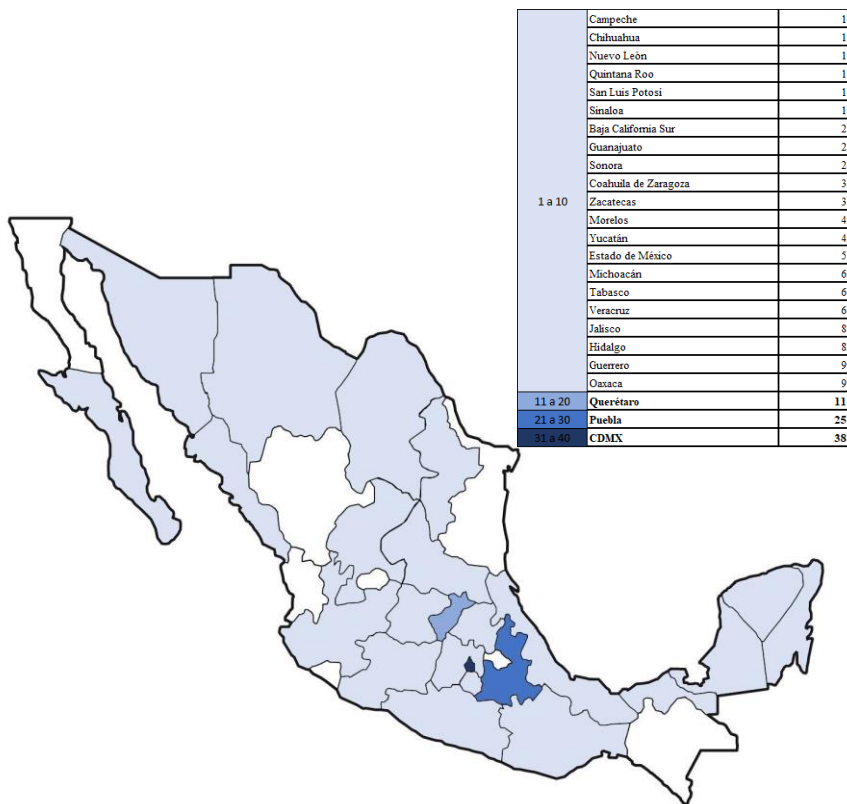 Campeche 1
Chihuahua 1
Nuevo León 1
Quintana Roo 1
San Luis Potosí 1
Sinaloa 1
Baja California Sur 2
Guanajuato 2
Sonora 2
Coahuila de Zaragoza 3
1 a 10 Zacatecas 3
Morelos 4
Yucatán 4
Estado de México 5
Michoacán 6
Tabasco 6
Veracruz 6
Jalisco 8
Hidalgo 8
Guerrero 9
Oaxaca 9
11 a 20 Querétaro 11
21 a 30 Puebla 25
31 a 40 CDMX 38